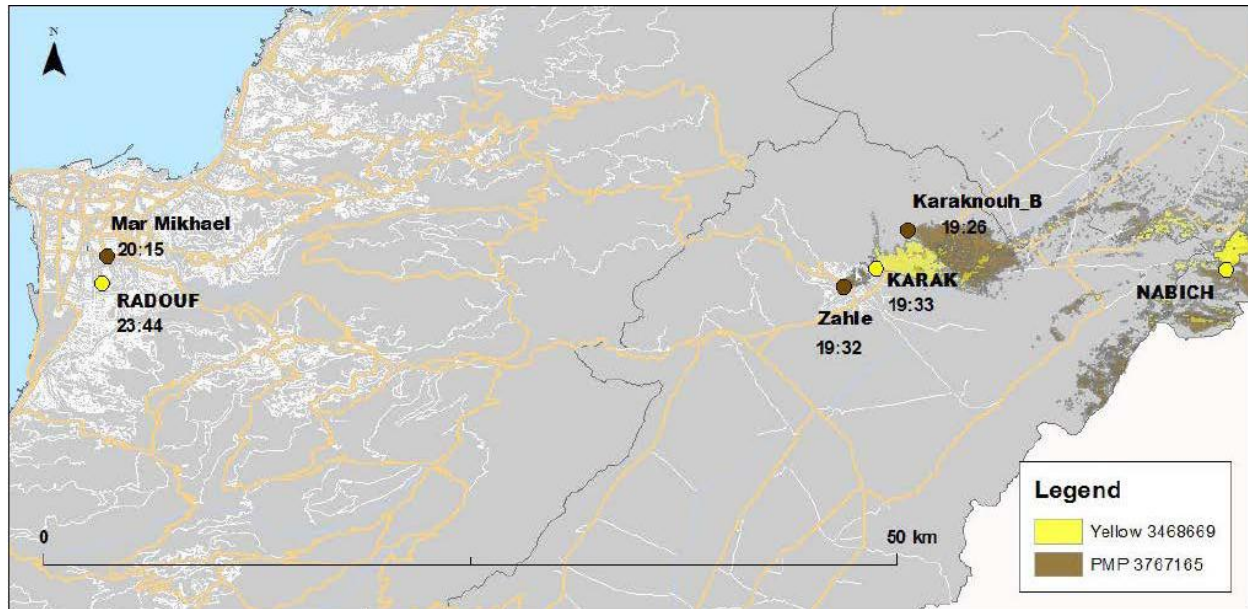 N
Mar Mikhael
20:15
RADOUF
23:44
Karaknouh_B
19:26
KARAK
19:33
Zahle
19:32
NABICH
0
50 km
Legend
Yellow 3468669
PMP 3767165